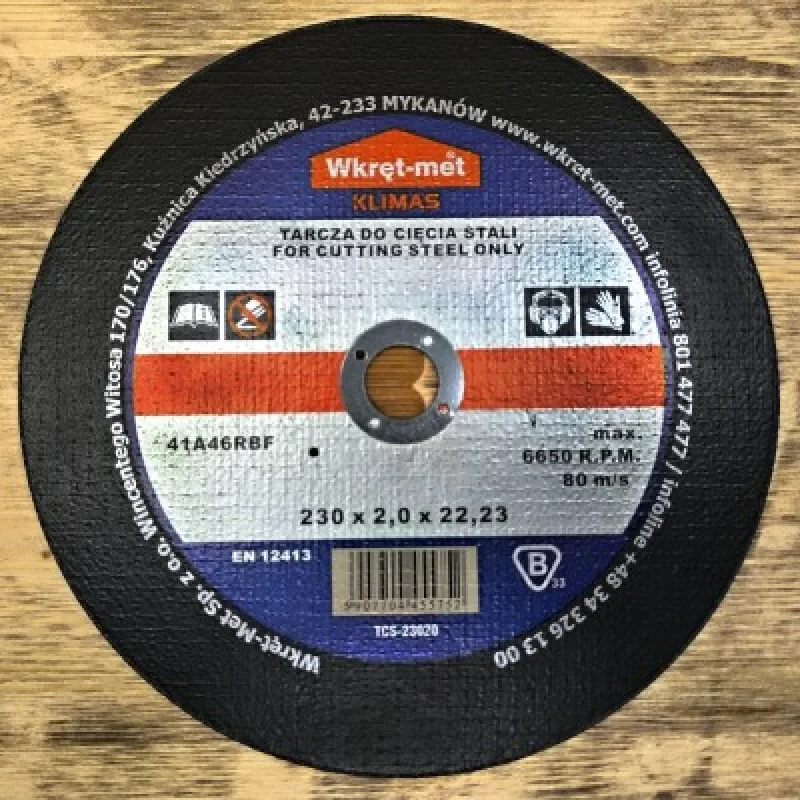 Wkręt-Met Sp. z o.o. Wincentego Witosa 170/176, Kuźnica Kiedrzyńska, 42-233 MYKANÓW www.wkret-met.com infolinia 801 477 477 / infoline +48 34 326 13 00
Wkręt-met®
KLIMAS
TARCZA DO CIĘCIA STALI
FOR CUTTING STEEL ONLY
41A46RBF
max.
6650 R.P.M.
80 m/s
230 x 2,0 x 22,23
EN 12413
B
33
5907704455752
TCS-23020